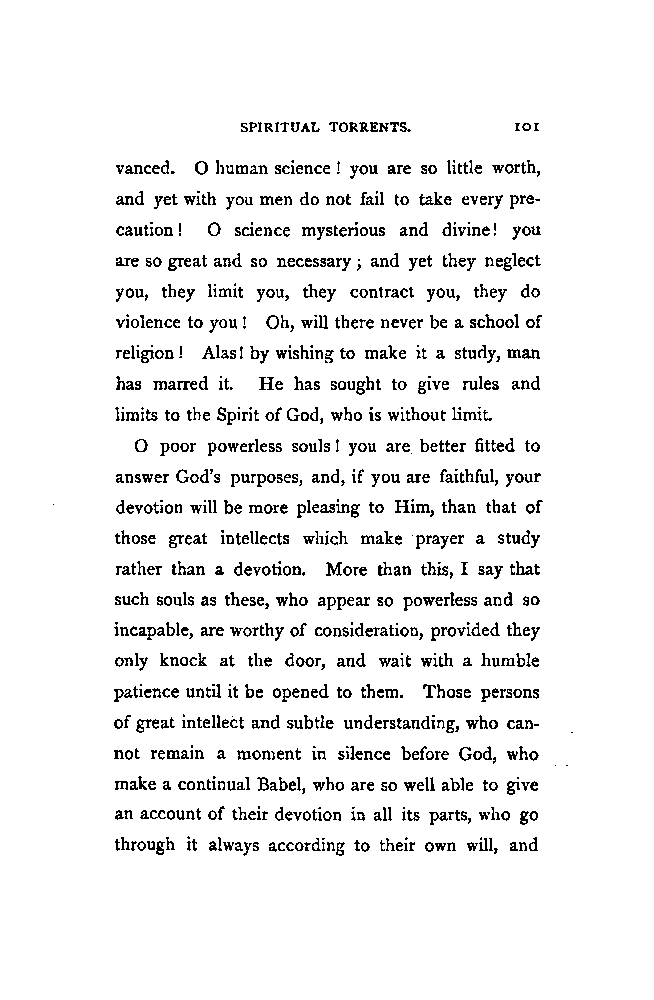 SPIRITUAL TORRENTS. 101
vanced. O human science! you are so little worth,
and yet with you men do not fail to take every pre-
caution! O science mysterious and divine! you
are so great and so necessary; and yet they neglect
you, they limit you, they contract you, they do
violence to you! Oh, will there never be a school of
religion! Alas! by wishing to make it a study, man
has marred it. He has sought to give rules and
limits to the Spirit of God, who is without limit.
O poor powerless souls! you are better fitted to
answer God's purposes, and, if you are faithful, your
devotion will be more pleasing to Him, than that of
those great intellects which make prayer a study
rather than a devotion. More than this, I say that
such souls as these, who appear so powerless and so
incapable, are worthy of consideration, provided they
only knock at the door, and wait with a humble
patience until it be opened to them. Those persons
of great intellect and subtle understanding, who can-
not remain a moment in silence before God, who
make a continual Babel, who are so well able to give
an account of their devotion in all its parts, who go
through it always according to their own will, and